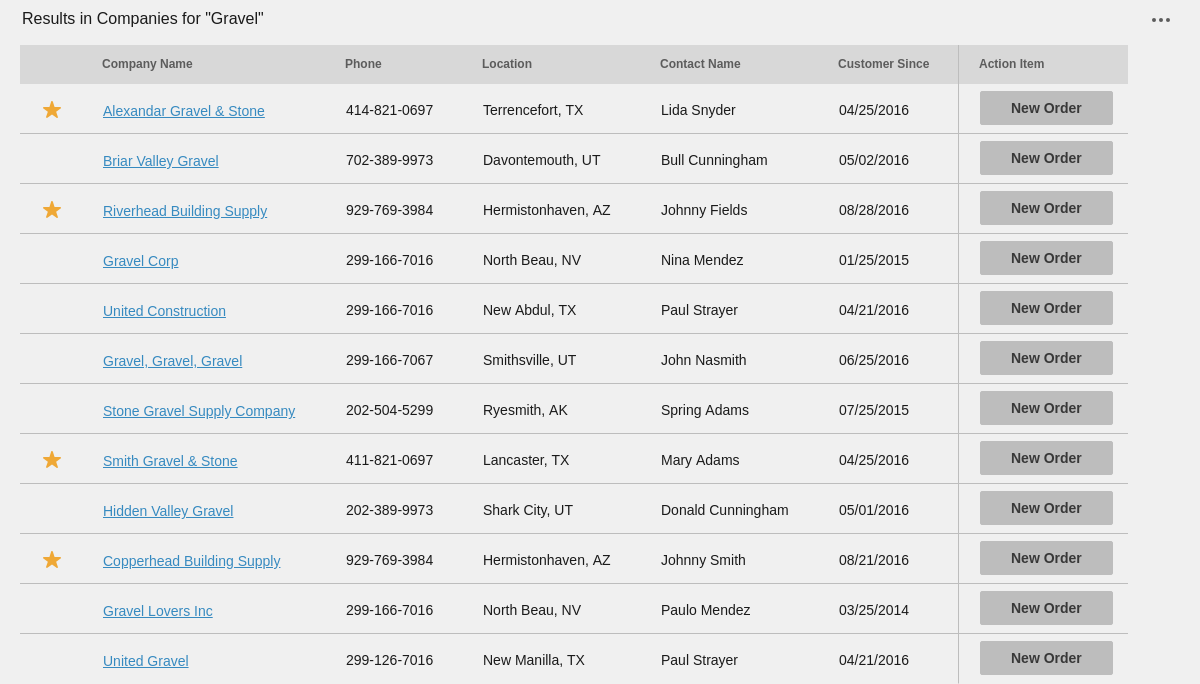 Results in Companies for "Gravel"
Company Name Phone Location Contact Name Customer Since Action Item
Alexandar Gravel & Stone 414-821-0697 Terrencefort, TX Lida Snyder 04/25/2016 New Order
Briar Valley Gravel 702-389-9973 Davontemouth, UT Bull Cunningham 05/02/2016 New Order
Riverhead Building Supply 929-769-3984 Hermistonhaven, AZ Johnny Fields 08/28/2016 New Order
Gravel Corp 299-166-7016 North Beau, NV Nina Mendez 01/25/2015 New Order
United Construction 299-166-7016 New Abdul, TX Paul Strayer 04/21/2016 New Order
Gravel, Gravel, Gravel 299-166-7067 Smithsville, UT John Nasmith 06/25/2016 New Order
Stone Gravel Supply Company 202-504-5299 Ryesmith, AK Spring Adams 07/25/2015 New Order
Smith Gravel & Stone 411-821-0697 Lancaster, TX Mary Adams 04/25/2016 New Order
Hidden Valley Gravel 202-389-9973 Shark City, UT Donald Cunningham 05/01/2016 New Order
Copperhead Building Supply 929-769-3984 Hermistonhaven, AZ Johnny Smith 08/21/2016 New Order
Gravel Lovers Inc 299-166-7016 North Beau, NV Paulo Mendez 03/25/2014 New Order
United Gravel 299-126-7016 New Manilla, TX Paul Strayer 04/21/2016 New Order